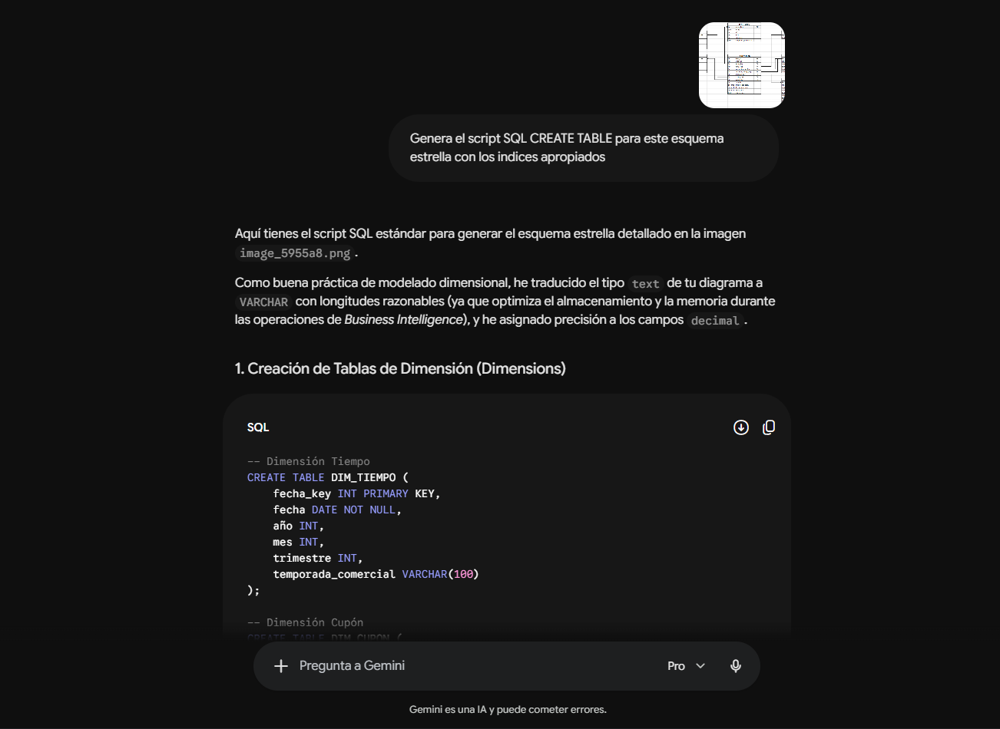 Genera el script SQL CREATE TABLE para este esquema
estrella con los indices apropiados
Aquí tienes el script SQL estándar para generar el esquema estrella detallado en la imagen
image_5955a8.png .
Como buena práctica de modelado dimensional, he traducido el tipo text de tu diagrama a
VARCHAR con longitudes razonables (ya que optimiza el almacenamiento y la memoria durante
las operaciones de Business Intelligence), y he asignado precisión a los campos decimal .
1. Creación de Tablas de Dimensión (Dimensions)
SQL
-- Dimensión Tiempo
CREATE TABLE DIM_TIEMPO (
    fecha_key INT PRIMARY KEY,
    fecha DATE NOT NULL,
    año INT,
    mes INT,
    trimestre INT,
    temporada_comercial VARCHAR(100)
);
-- Dimensión Cupón
CREATE TABLE DIM_CUPON (
Pregunta a Gemini
Pro
Gemini es una IA y puede cometer errores.